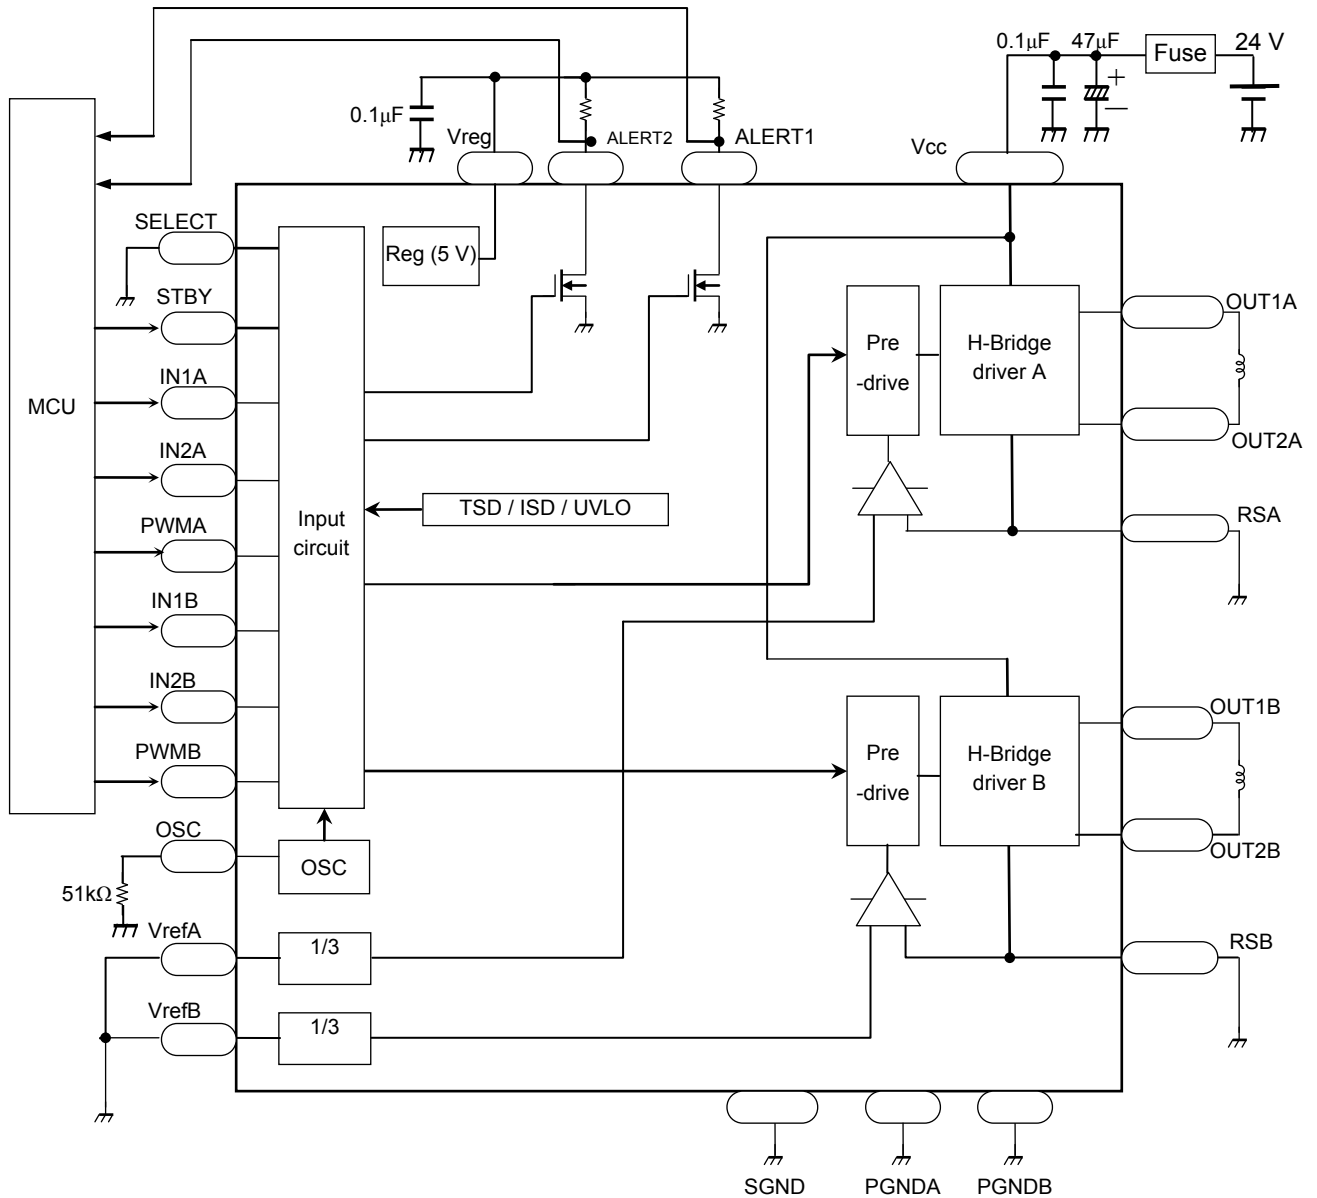 0.1μF
47μF
Fuse
24 V
0.1μF
Vreg
ALERT2
ALERT1
Vcc
SELECT
Reg (5 V)
STBY
OUT1A
Pre
-drive
H-Bridge
driver A
IN1A
MCU
OUT2A
IN2A
TSD / ISD / UVLO
Input
circuit
RSA
PWMA
IN1B
IN2B
OUT1B
PWMB
Pre
-drive
H-Bridge
driver B
OSC
OSC
OUT2B
51kΩ
VrefA
1/3
RSB
VrefB
1/3
SGND
PGNDA
PGNDB